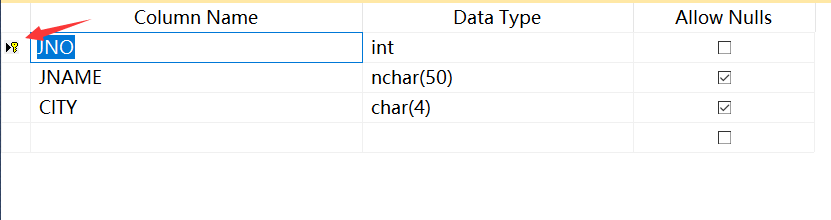 Column Name Data Type Allow Nulls
JNO int
JNAME nchar(50)
CITY char(4)